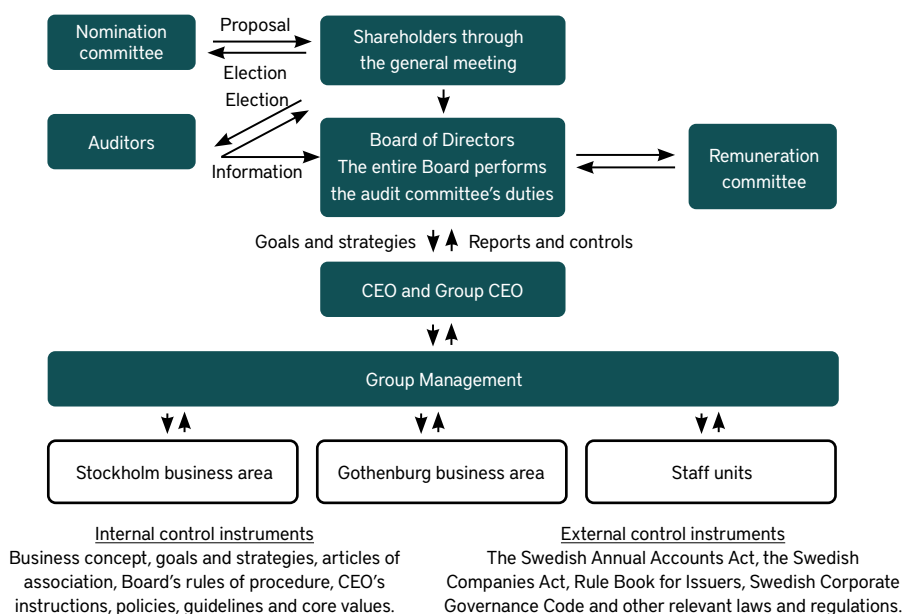 Nomination
committee
Proposal
Election
Shareholders through
the general meeting
Election
Auditors
Information
Board of Directors
The entire Board performs
the audit committee's duties
Remuneration
committee
Goals and strategies
Reports and controls
CEO and Group CEO
Group Management
Stockholm business area
Gothenburg business area
Staff units
Internal control instruments
Business concept, goals and strategies, articles of
association, Board's rules of procedure, CEO's
instructions, policies, guidelines and core values.
External control instruments
The Swedish Annual Accounts Act, the Swedish
Companies Act, Rule Book for Issuers, Swedish Corporate
Governance Code and other relevant laws and regulations.